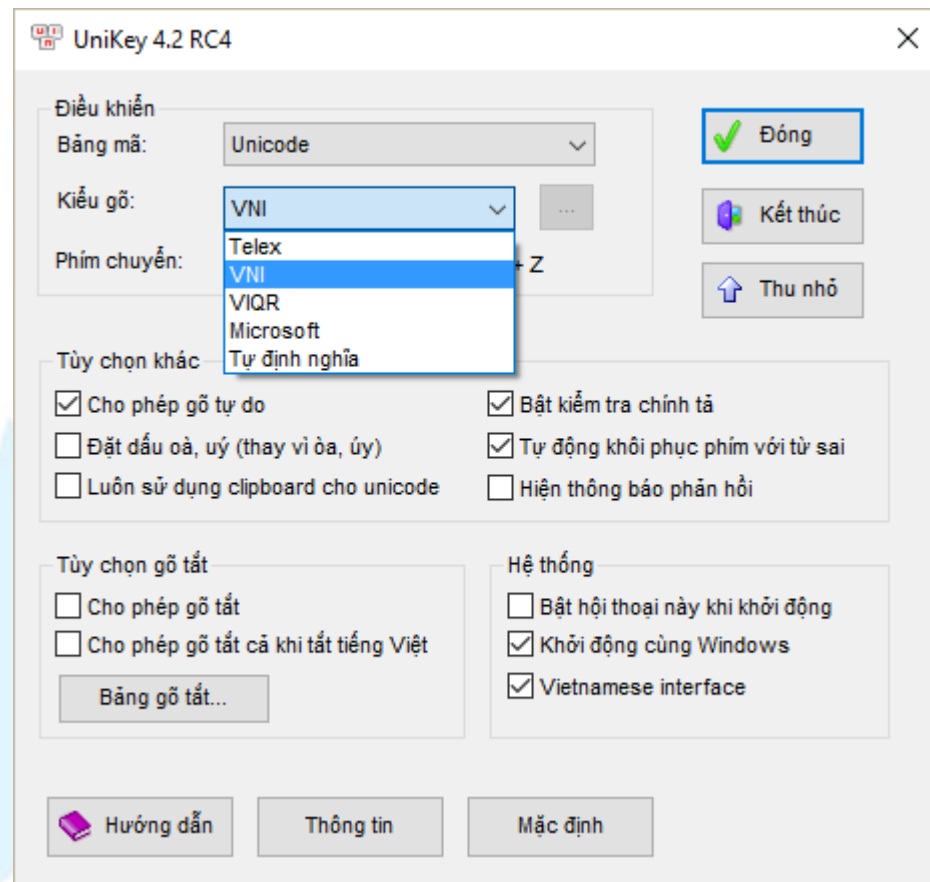 UniKey 4.2 RC4
Điều khiển
Bảng mã: Unicode
Đóng
Kiểu gõ: VNI ...
Kết thúc
Telex
Phím chuyển: + Z
VNI
VIQR
Thu nhỏ
Microsoft
Tự định nghĩa
Tùy chọn khác
Cho phép gõ tự do
Bật kiểm tra chính tả
Đặt dấu oà, uý (thay vì òa, úy)
Tự động khôi phục phím với từ sai
Luôn sử dụng clipboard cho unicode
Hiện thông báo phản hồi
Tùy chọn gõ tắt
Cho phép gõ tắt
Cho phép gõ tắt cả khi tắt tiếng Việt
Bảng gõ tắt...
Hệ thống
Bật hội thoại này khi khởi động
Khởi động cùng Windows
Vietnamese interface
Hướng dẫn
Thông tin
Mặc định